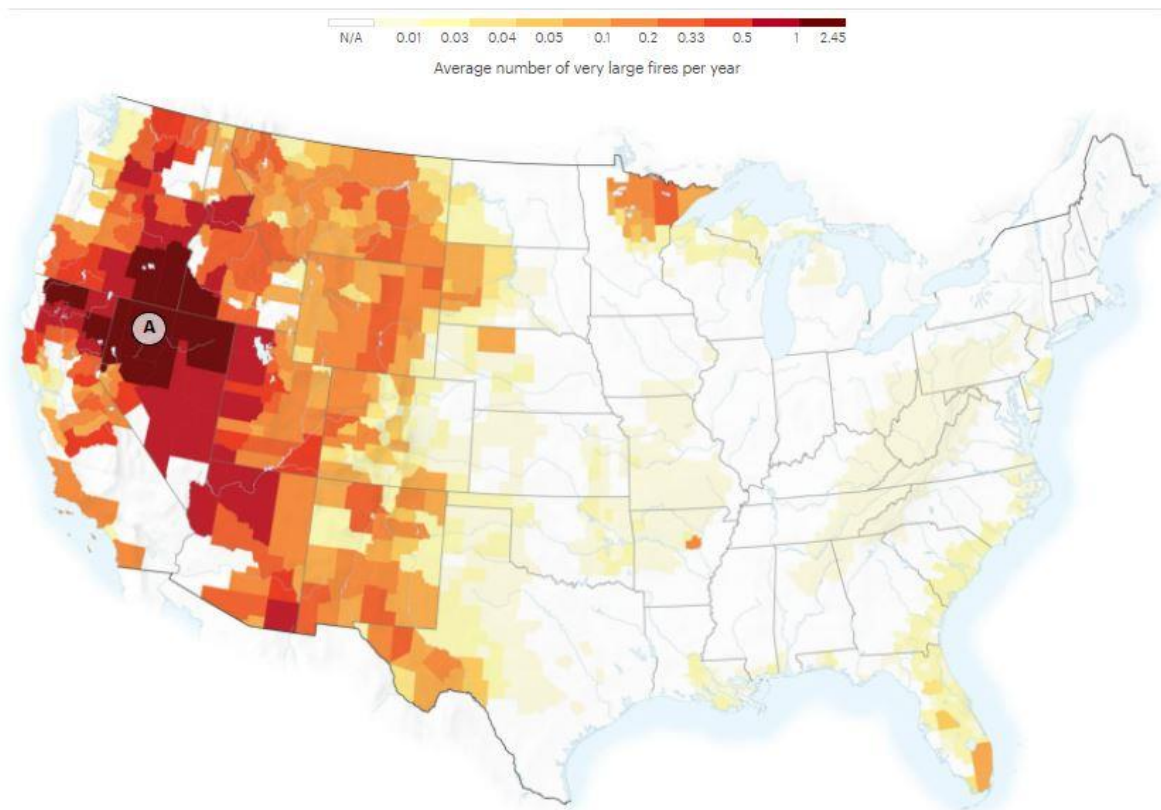 N/A 0.01 0.03 0.04 0.05 0.1 0.2 0.33 0.5 1 2.45
Average number of very large fires per year
A